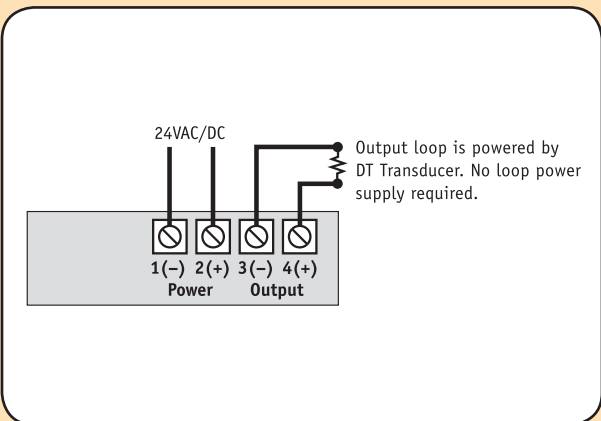 24VAC/DC
Output loop is powered by
DT Transducer. No loop power
supply required.
1(–) 2(+) 3(–) 4(+)
Power Output